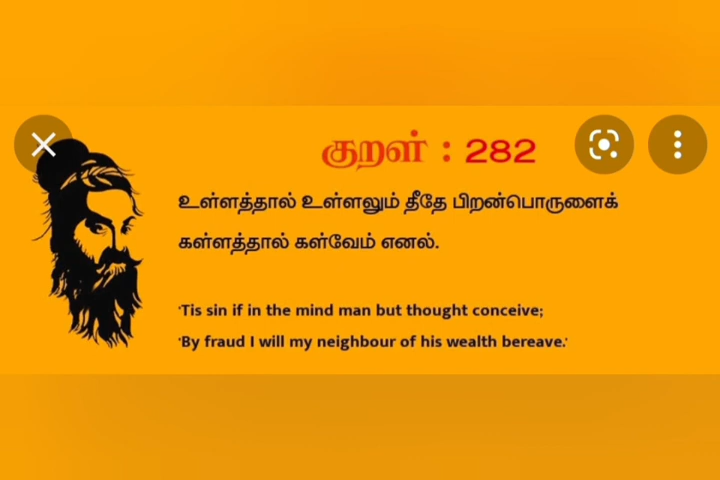 குறள் : 282
உள்ளத்தால் உள்ளலும் தீதே பிறன்பொருளைக்
கள்ளத்தால் கள்வேம் எனல்.
'Tis sin if in the mind man but thought conceive;
'By fraud I will my neighbour of his wealth bereave.'